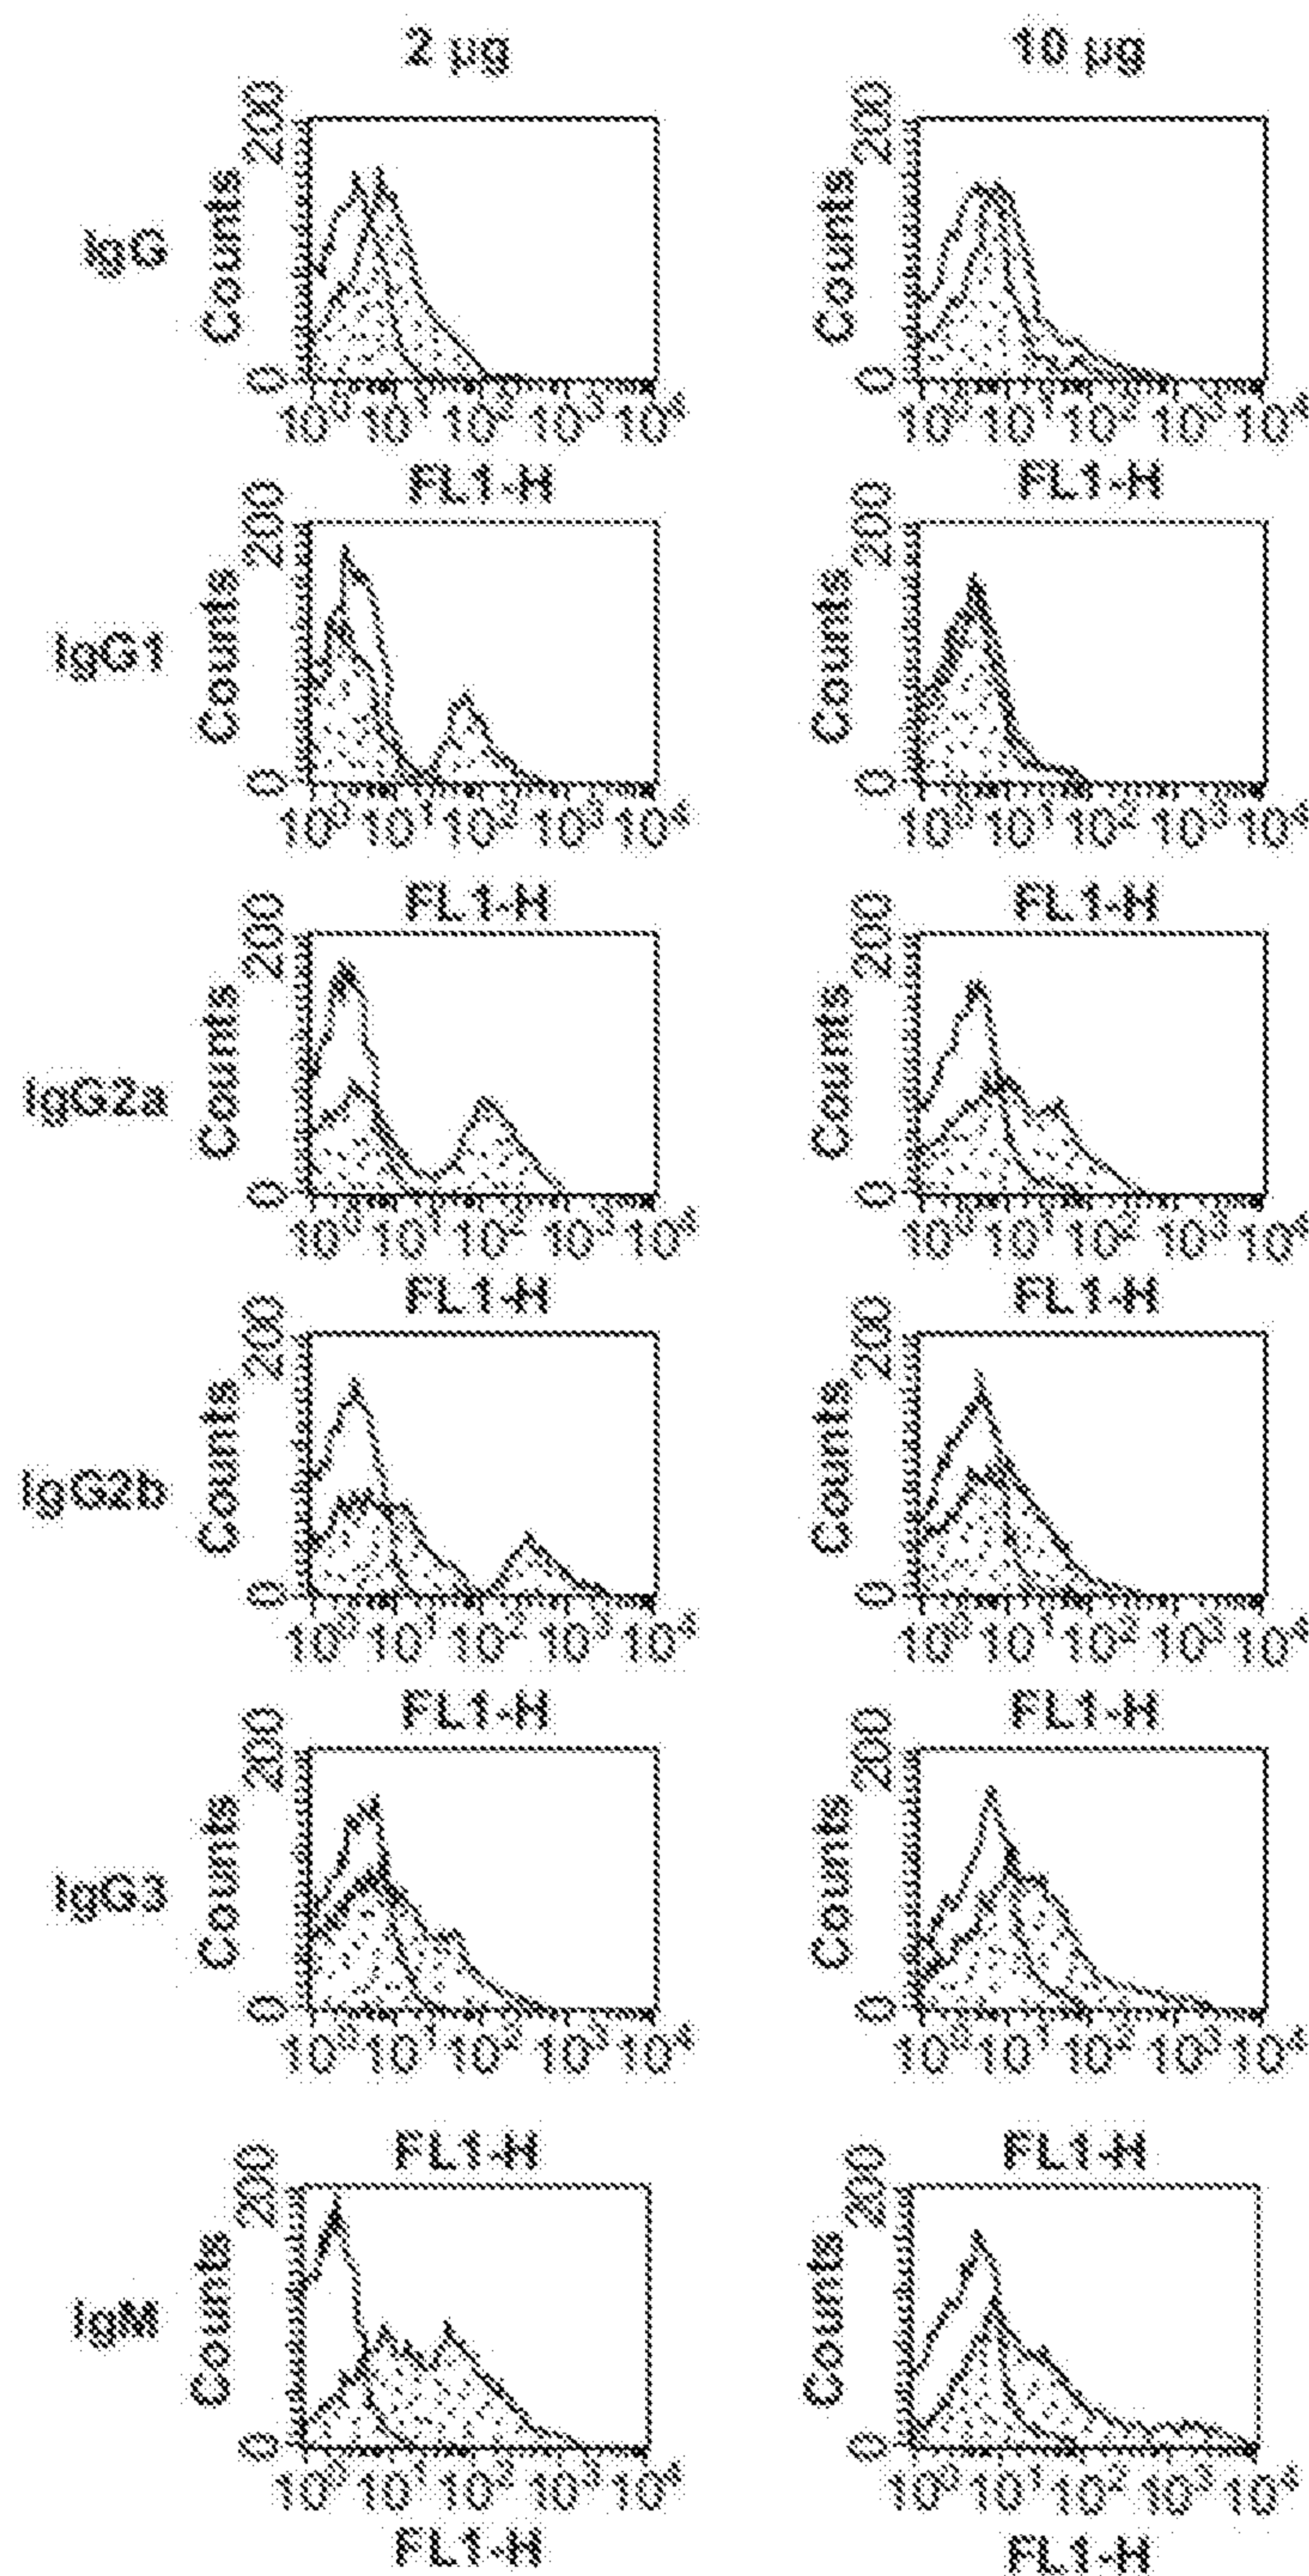 2 µg 10 µg
IgG Counts 0 200 Counts 0 200
10⁰ 10¹ 10² 10³ 10⁴ 10⁰ 10¹ 10² 10³ 10⁴
FL1-H FL1-H
IgG1 Counts 0 200 Counts 0 200
10⁰ 10¹ 10² 10³ 10⁴ 10⁰ 10¹ 10² 10³ 10⁴
FL1-H FL1-H
IgG2a Counts 0 200 Counts 0 200
10⁰ 10¹ 10² 10³ 10⁴ 10⁰ 10¹ 10² 10³ 10⁴
FL1-H FL1-H
IgG2b Counts 0 200 Counts 0 200
10⁰ 10¹ 10² 10³ 10⁴ 10⁰ 10¹ 10² 10³ 10⁴
FL1-H FL1-H
IgG3 Counts 0 200 Counts 0 200
10⁰ 10¹ 10² 10³ 10⁴ 10⁰ 10¹ 10² 10³ 10⁴
FL1-H FL1-H
IgM Counts 0 200 Counts 0 200
10⁰ 10¹ 10² 10³ 10⁴ 10⁰ 10¹ 10² 10³ 10⁴
FL1-H FL1-H